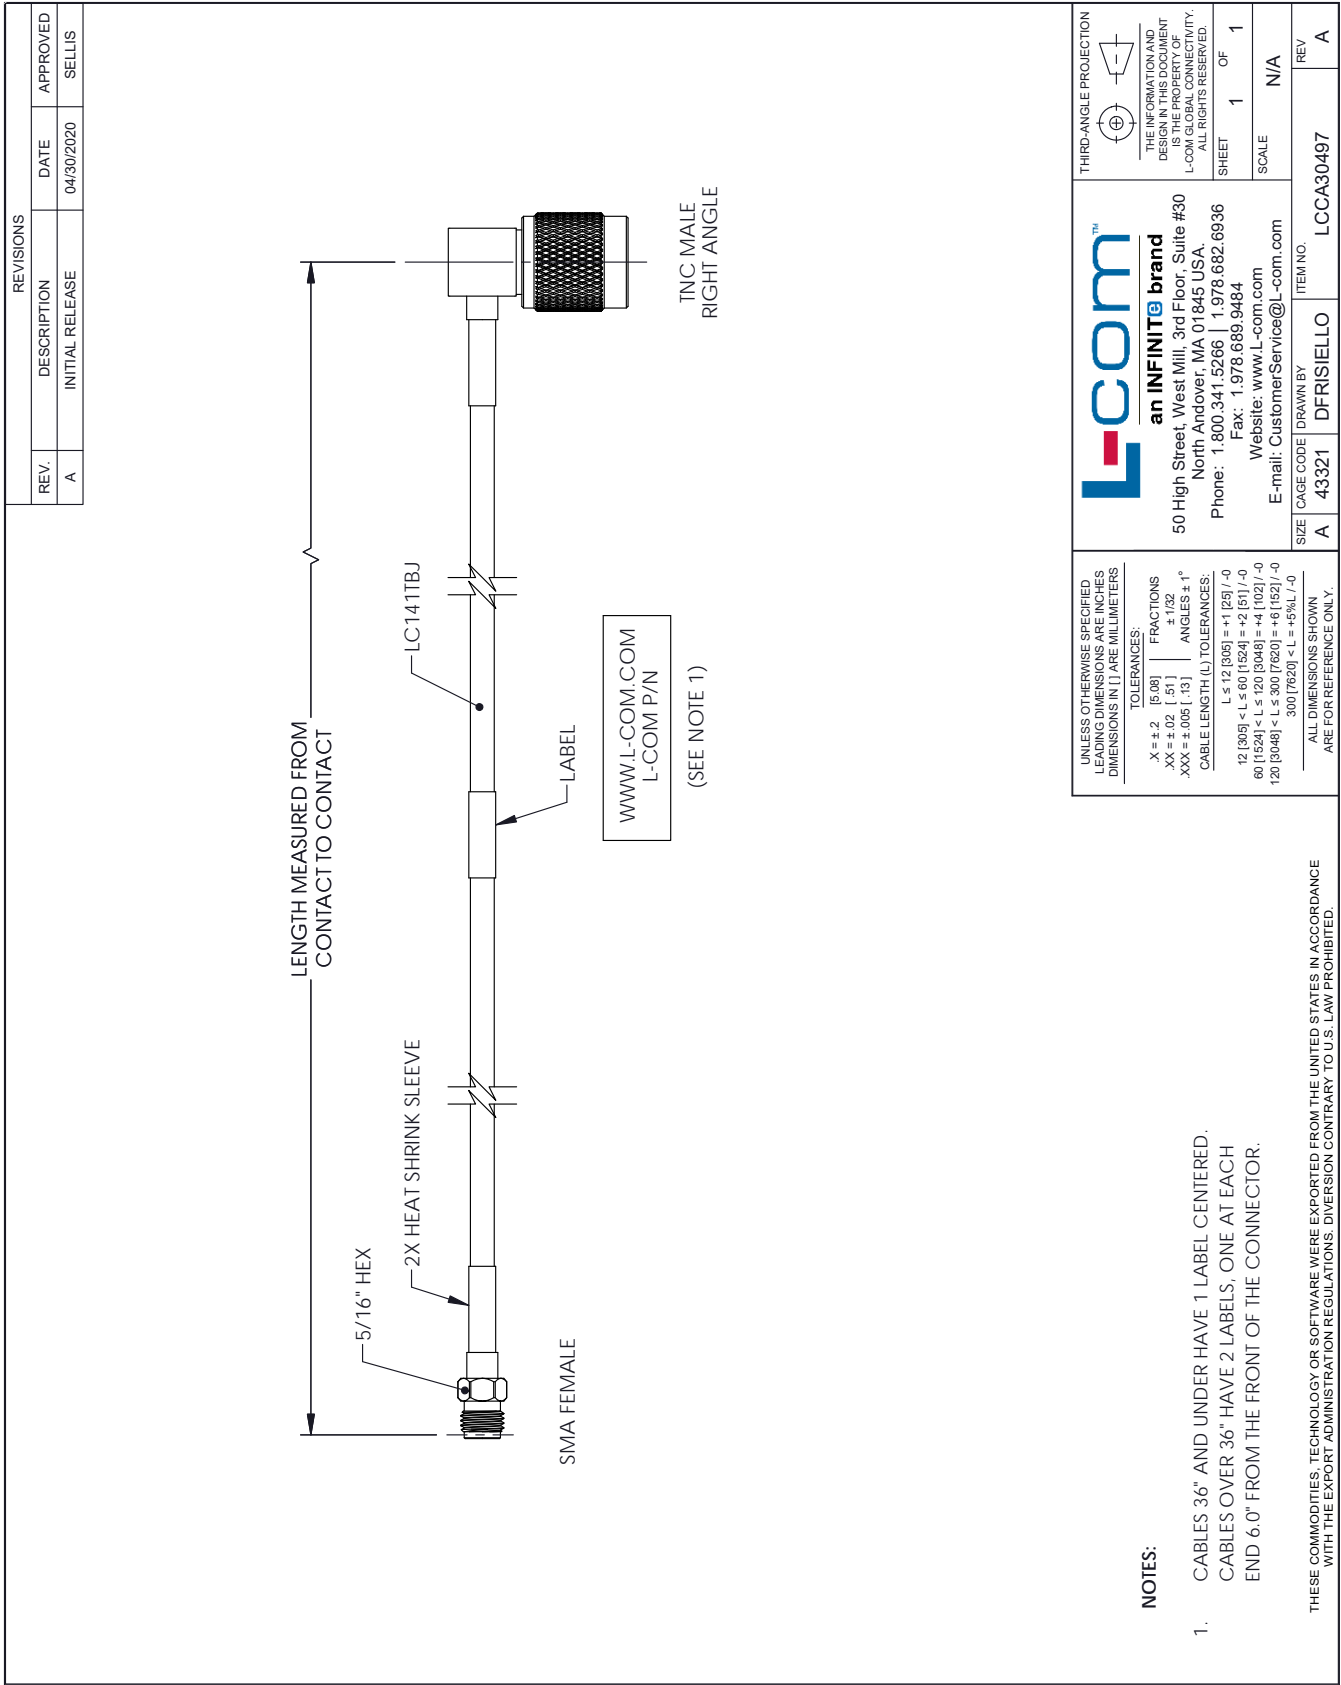 REVISIONS
REV. DESCRIPTION DATE APPROVED
A INITIAL RELEASE 04/30/2020 SELLIS
LENGTH MEASURED FROM
CONTACT TO CONTACT
5/16" HEX
2X HEAT SHRINK SLEEVE
LC141TBJ
LABEL
SMA FEMALE
WWW.L-COM.COM
L-COM P/N
(SEE NOTE 1)
TNC MALE
RIGHT ANGLE
NOTES:
1. CABLES 36" AND UNDER HAVE 1 LABEL CENTERED.
CABLES OVER 36" HAVE 2 LABELS, ONE AT EACH
END 6.0" FROM THE FRONT OF THE CONNECTOR.
THESE COMMODITIES, TECHNOLOGY OR SOFTWARE WERE EXPORTED FROM THE UNITED STATES IN ACCORDANCE
WITH THE EXPORT ADMINISTRATION REGULATIONS. DIVERSION CONTRARY TO U.S. LAW PROHIBITED.
UNLESS OTHERWISE SPECIFIED
LEADING DIMENSIONS ARE INCHES
DIMENSIONS IN [ ] ARE MILLIMETERS
TOLERANCES:
.X = ± .2 [5.08] FRACTIONS
.XX = ± .02 [ .51 ] ± 1/32
.XXX = ± .005 [ .13 ] ANGLES ± 1°
CABLE LENGTH (L) TOLERANCES:
L ≤ 12 [305] = +1 [25] / -0
12 [305] < L ≤ 60 [1524] = +2 [51] / -0
60 [1524] < L ≤ 120 [3048] = +4 [102] / -0
120 [3048] < L ≤ 300 [7620] = +6 [152] / -0
300 [7620] < L = +5%L / -0
ALL DIMENSIONS SHOWN
ARE FOR REFERENCE ONLY.
L-com™
an INFINITe brand
50 High Street, West Mill, 3rd Floor, Suite #30
North Andover, MA 01845 USA.
Phone: 1.800.341.5266 | 1.978.682.6936
Fax: 1.978.689.9484
Website: www.L-com.com
E-mail: CustomerService@L-com.com
THIRD-ANGLE PROJECTION
THE INFORMATION AND
DESIGN IN THIS DOCUMENT
IS THE PROPERTY OF
L-COM GLOBAL CONNECTIVITY.
ALL RIGHTS RESERVED.
SHEET 1 OF 1
SCALE N/A
SIZE CAGE CODE DRAWN BY ITEM NO. REV
A 43321 DFRISIELLO LCCA30497 A